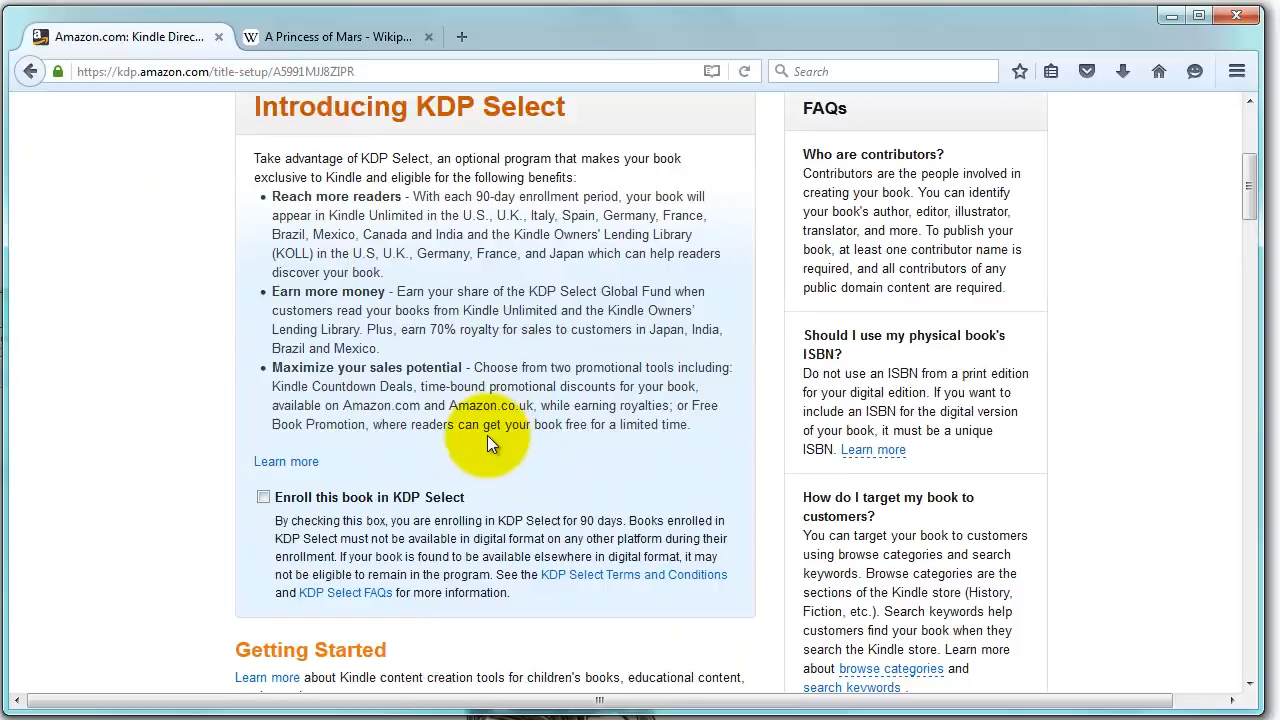 Amazon.com: Kindle Direc...
A Princess of Mars - Wikip...
https://kdp.amazon.com/title-setup/A5991MJJ8ZIPR
Search
Introducing KDP Select
Take advantage of KDP Select, an optional program that makes your book
exclusive to Kindle and eligible for the following benefits:
• Reach more readers - With each 90-day enrollment period, your book will
appear in Kindle Unlimited in the U.S., U.K., Italy, Spain, Germany, France,
Brazil, Mexico, Canada and India and the Kindle Owners' Lending Library
(KOLL) in the U.S, U.K., Germany, France, and Japan which can help readers
discover your book.
• Earn more money - Earn your share of the KDP Select Global Fund when
customers read your books from Kindle Unlimited and the Kindle Owners'
Lending Library. Plus, earn 70% royalty for sales to customers in Japan, India,
Brazil and Mexico.
• Maximize your sales potential - Choose from two promotional tools including:
Kindle Countdown Deals, time-bound promotional discounts for your book,
available on Amazon.com and Amazon.co.uk, while earning royalties; or Free
Book Promotion, where readers can get your book free for a limited time.
Learn more
Enroll this book in KDP Select
By checking this box, you are enrolling in KDP Select for 90 days. Books enrolled in
KDP Select must not be available in digital format on any other platform during their
enrollment. If your book is found to be available elsewhere in digital format, it may
not be eligible to remain in the program. See the KDP Select Terms and Conditions
and KDP Select FAQs for more information.
Getting Started
Learn more about Kindle content creation tools for children's books, educational content,
FAQs
Who are contributors?
Contributors are the people involved in
creating your book. You can identify
your book's author, editor, illustrator,
translator, and more. To publish your
book, at least one contributor name is
required, and all contributors of any
public domain content are required.
Should I use my physical book's
ISBN?
Do not use an ISBN from a print edition
for your digital edition. If you want to
include an ISBN for the digital version
of your book, it must be a unique
ISBN. Learn more
How do I target my book to
customers?
You can target your book to customers
using browse categories and search
keywords. Browse categories are the
sections of the Kindle store (History,
Fiction, etc.). Search keywords help
customers find your book when they
search the Kindle store. Learn more
about browse categories and
search keywords .